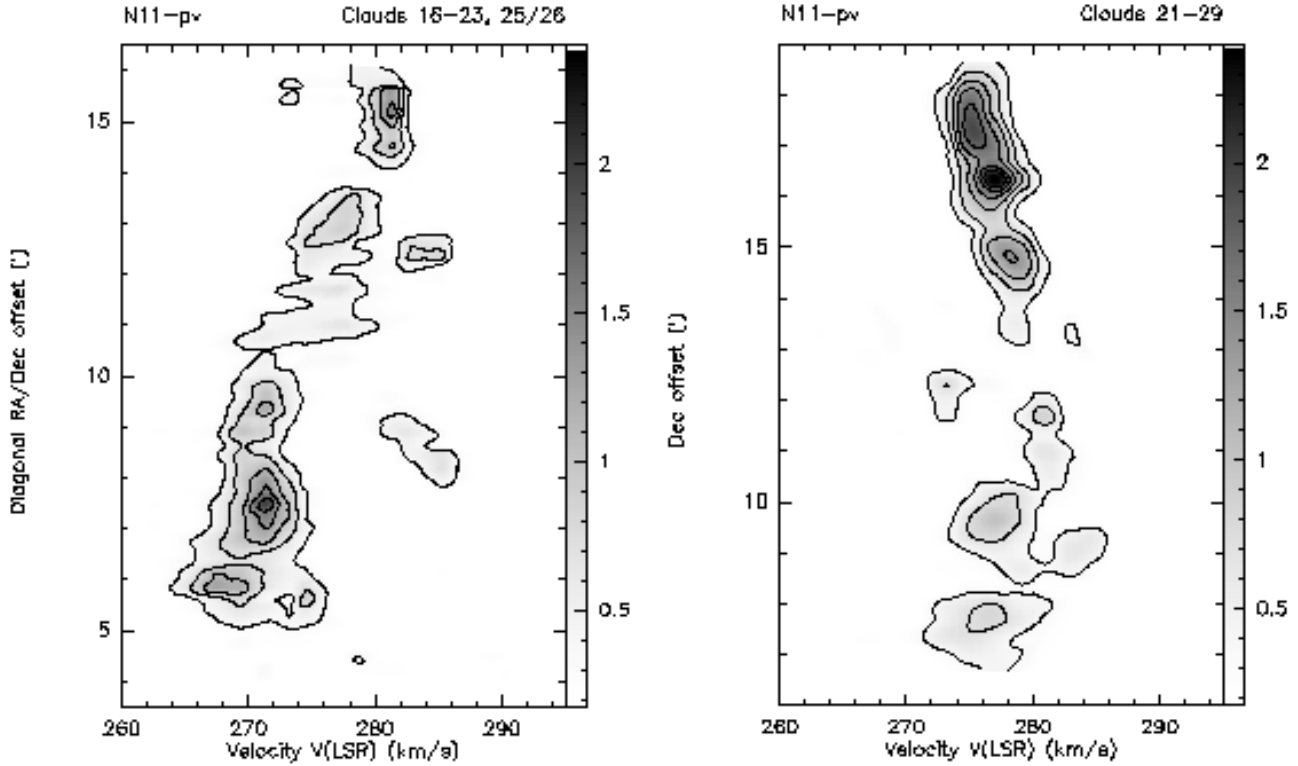 N11-pv Clouds 16-23, 25/26
15
10
5
260 270 280 290
Velocity V(LSR) (km/s)
Diagonal RA/Dec offset [']
2
1.5
1
0.5
N11-pv Clouds 21-29
15
10
260 270 280 290
Velocity V(LSR) (km/s)
Dec offset [']
2
1.5
1
0.5